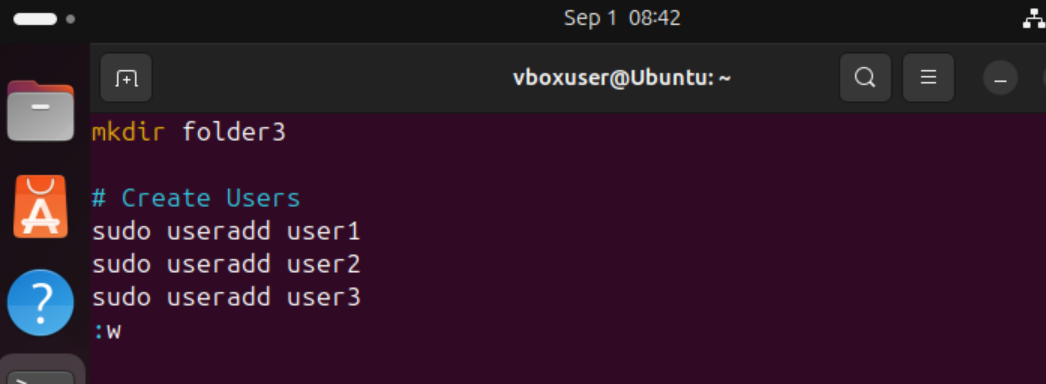 Sep 1 08:42
vboxuser@Ubuntu: ~
mkdir folder3
# Create Users
sudo useradd user1
sudo useradd user2
sudo useradd user3
:w